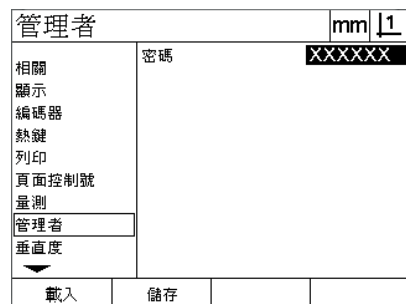 管理者
mm
1
密碼
XXXXXX
相關
顯示
編碼器
熱鍵
列印
頁面控制號
量測
管理者
垂直度
載入
儲存